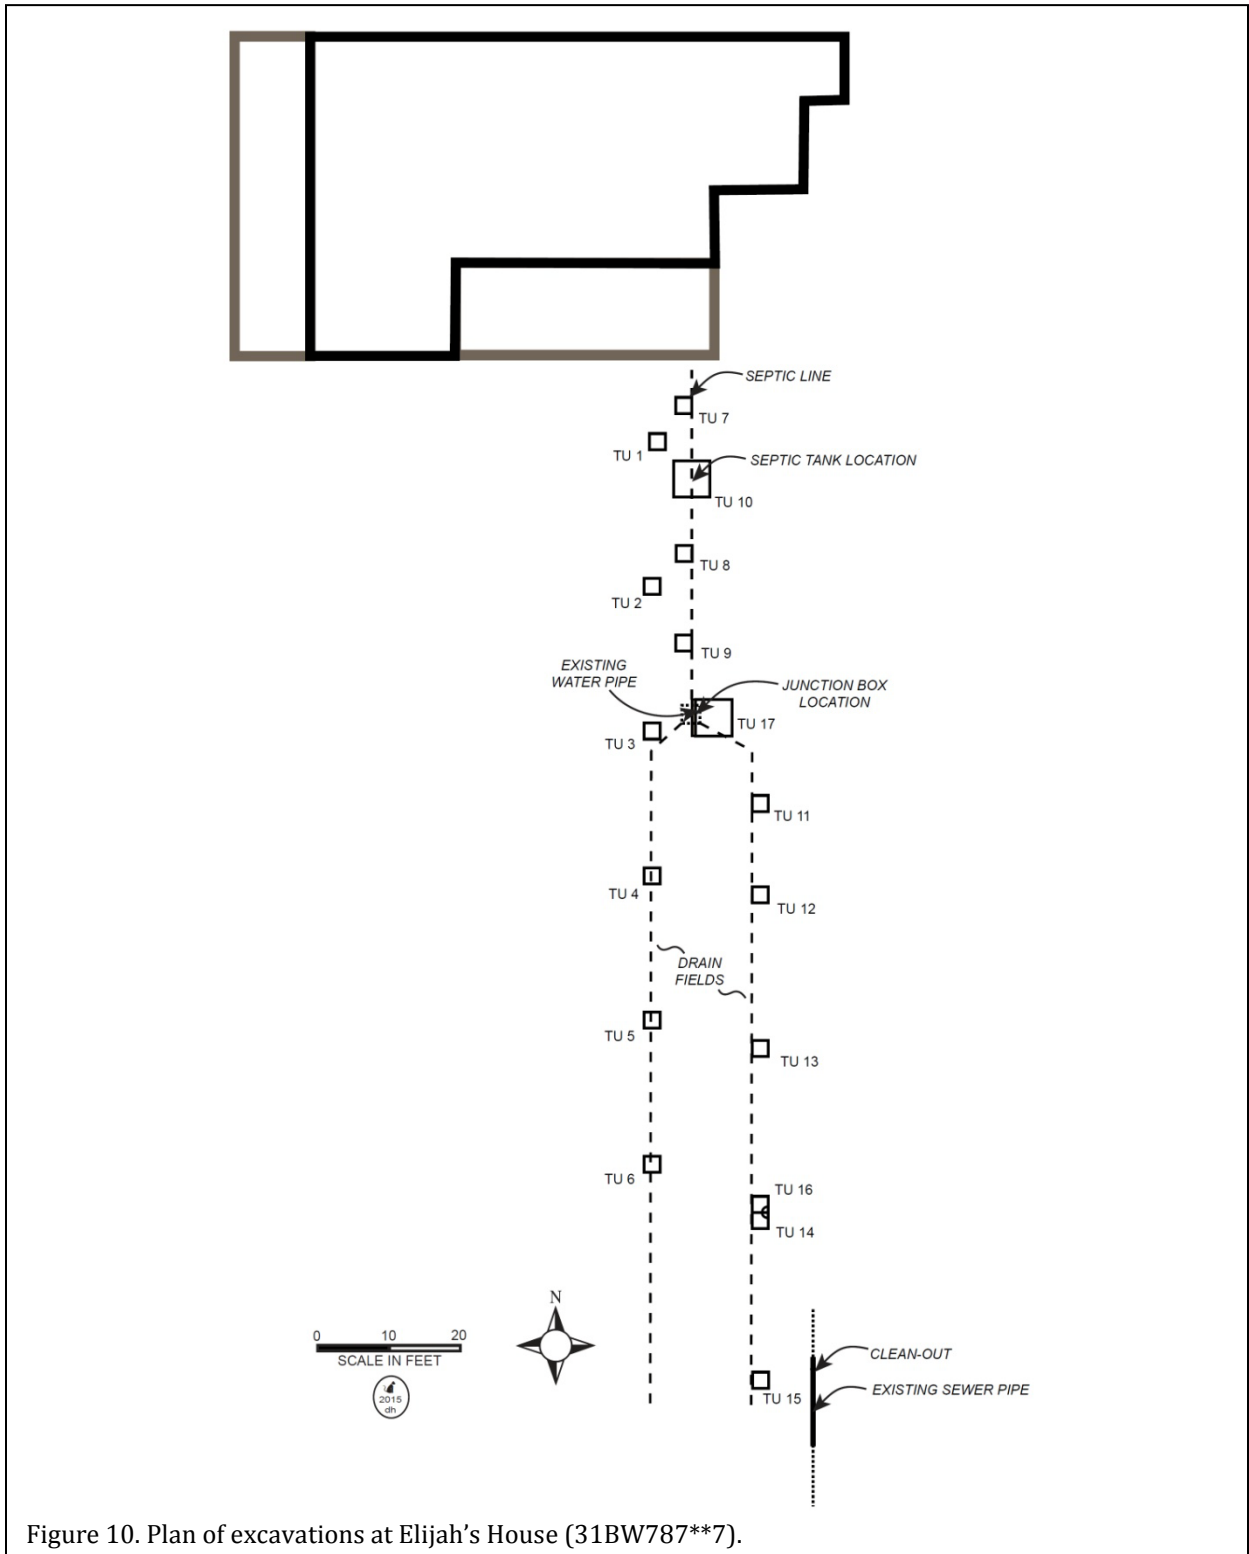 SEPTIC LINE
TU 7
TU 1
SEPTIC TANK LOCATION
TU 10
TU 8
TU 2
TU 9
EXISTING
WATER PIPE
JUNCTION BOX
LOCATION
TU 17
TU 3
TU 11
TU 4
TU 12
DRAIN
FIELDS
TU 5
TU 13
TU 6
TU 16
TU 14
N
0 10 20
SCALE IN FEET
2015
dh
CLEAN-OUT
EXISTING SEWER PIPE
TU 15
Figure 10. Plan of excavations at Elijah’s House (31BW787**7).